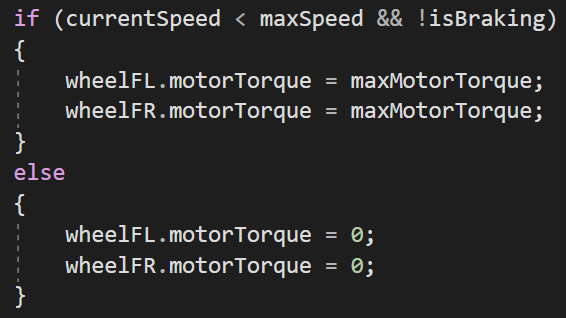 if (currentSpeed < maxSpeed && !isBraking)
{
    wheelFL.motorTorque = maxMotorTorque;
    wheelFR.motorTorque = maxMotorTorque;
}
else
{
    wheelFL.motorTorque = 0;
    wheelFR.motorTorque = 0;
}